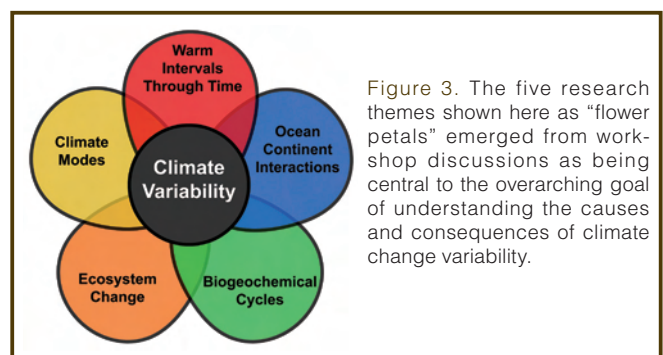 Warm
Intervals
Through Time
Climate
Modes
Ocean
Continent
Interactions
Climate
Variability
Ecosystem
Change
Biogeochemical
Cycles
Figure 3. The five research
themes shown here as “flower
petals” emerged from work-
shop discussions as being
central to the overarching goal
of understanding the causes
and consequences of climate
change variability.